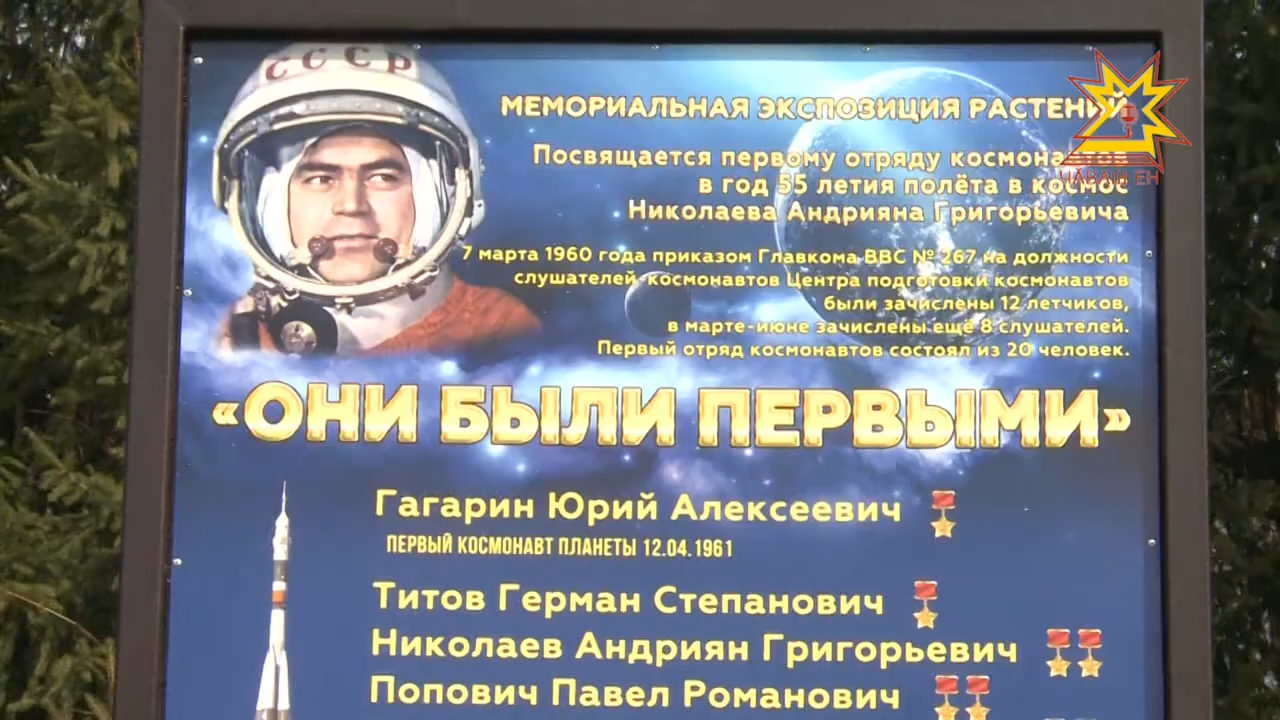 СССР
МЕМОРИАЛЬНАЯ ЭКСПОЗИЦИЯ РАСТЕНИЙ
ЧӐВАШ ЕН
Посвящается первому отряду космонавтов
в год 55 летия полёта в космос
Николаева Андрияна Григорьевича
7 марта 1960 года приказом Главкома ВВС № 267 на должности
слушателей-космонавтов Центра подготовки космонавтов
были зачислены 12 летчиков,
в марте-июне зачислены ещё 8 слушателей.
Первый отряд космонавтов состоял из 20 человек.
«ОНИ БЫЛИ ПЕРВЫМИ»
Гагарин Юрий Алексеевич
ПЕРВЫЙ КОСМОНАВТ ПЛАНЕТЫ 12.04.1961
Титов Герман Степанович
Николаев Андриян Григорьевич
Попович Павел Романович